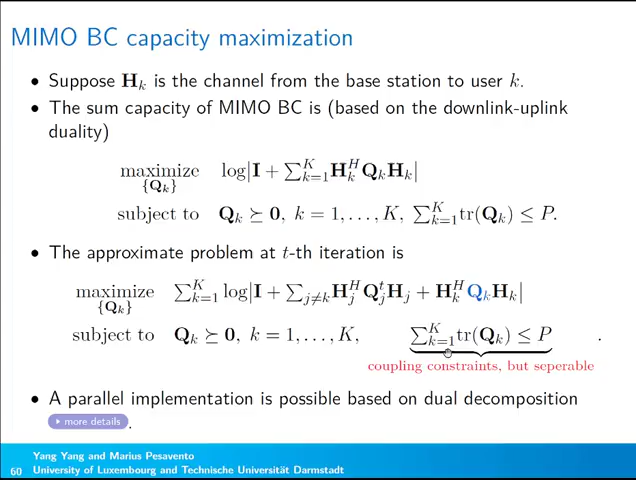 MIMO BC capacity maximization
• Suppose H_k is the channel from the base station to user k.
• The sum capacity of MIMO BC is (based on the downlink-uplink
duality)
maximize log|I + ∑_{k=1}^{K} H_k^H Q_k H_k|
{Q_k}
subject to Q_k ⪰ 0, k = 1, . . . , K, ∑_{k=1}^{K} tr(Q_k) ≤ P.
• The approximate problem at t-th iteration is
maximize ∑_{k=1}^{K} log|I + ∑_{j≠k} H_j^H Q_j^t H_j + H_k^H Q_k H_k|
{Q_k}
subject to Q_k ⪰ 0, k = 1, . . . , K, ∑_{k=1}^{K} tr(Q_k) ≤ P .
coupling constraints, but seperable
• A parallel implementation is possible based on dual decomposition
more details .
Yang Yang and Marius Pesavento
60 University of Luxembourg and Technische Universität Darmstadt